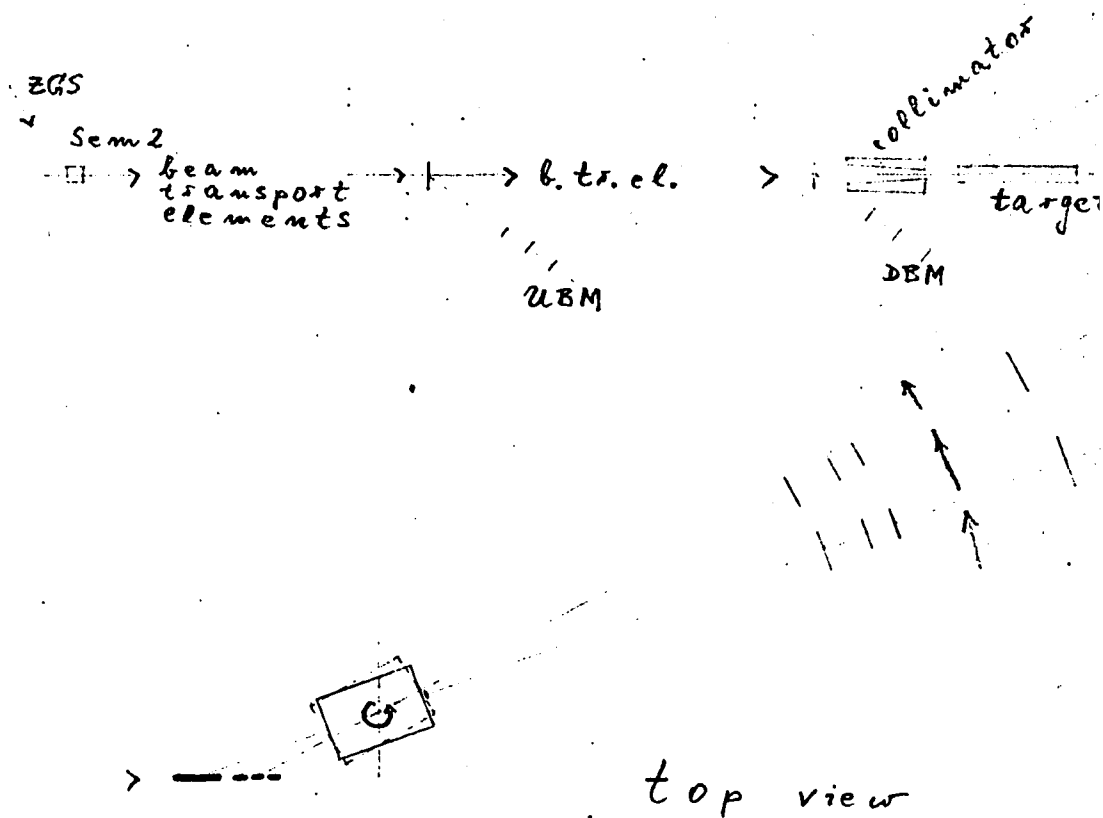 ZGS
Sem 2
beam
transport
elements
b. tr. el.
collimator
target
UBM
DBM
top view